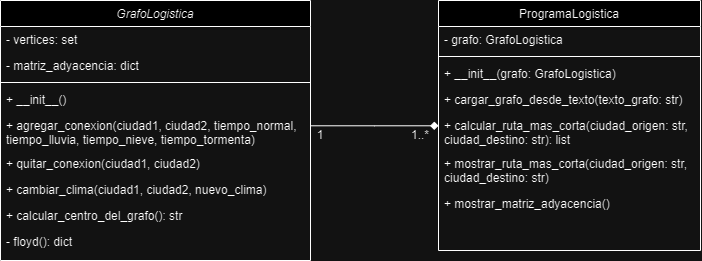 GrafoLogistica
- vertices: set
- matriz_adyacencia: dict
+ __init__()
+ agregar_conexion(ciudad1, ciudad2, tiempo_normal,
tiempo_lluvia, tiempo_nieve, tiempo_tormenta)
+ quitar_conexion(ciudad1, ciudad2)
+ cambiar_clima(ciudad1, ciudad2, nuevo_clima)
+ calcular_centro_del_grafo(): str
- floyd(): dict
1
1..*
ProgramaLogistica
- grafo: GrafoLogistica
+ __init__(grafo: GrafoLogistica)
+ cargar_grafo_desde_texto(texto_grafo: str)
+ calcular_ruta_mas_corta(ciudad_origen: str,
ciudad_destino: str): list
+ mostrar_ruta_mas_corta(ciudad_origen: str,
ciudad_destino: str)
+ mostrar_matriz_adyacencia()